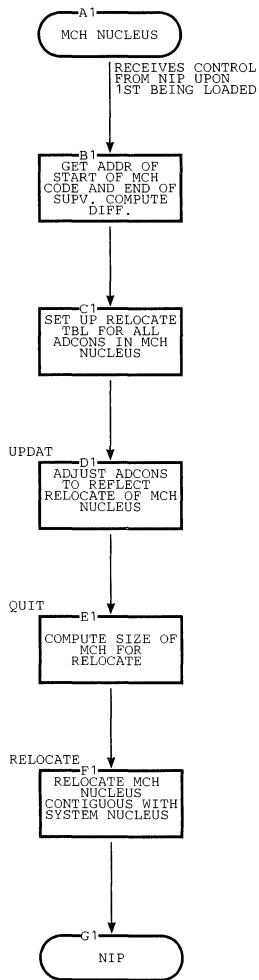 A1
MCH NUCLEUS
RECEIVES CONTROL
FROM NIP UPON
1ST BEING LOADED
B1
GET ADDR OF
START OF MCH
CODE AND END OF
SUPV. COMPUTE
DIFF.
C1
SET UP RELOCATE
TBL FOR ALL
ADCONS IN MCH
NUCLEUS
UPDAT
D1
ADJUST ADCONS
TO REFLECT
RELOCATE OF MCH
NUCLEUS
QUIT
E1
COMPUTE SIZE OF
MCH FOR
RELOCATE
RELOCATE
F1
RELOCATE MCH
NUCLEUS
CONTIGUOUS WITH
SYSTEM NUCLEUS
G1
NIP